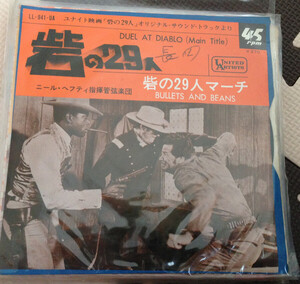 LL-841-UA ユナイト映画「砦の29人」オリジナル・サウンド・トラックより
45
rpm
DUEL AT DIABLO (Main Title)
砦の29人
UNITED
ARTISTS
ニール・ヘフティ指揮管弦楽団
砦の29人マーチ
BULLETS AND BEANS